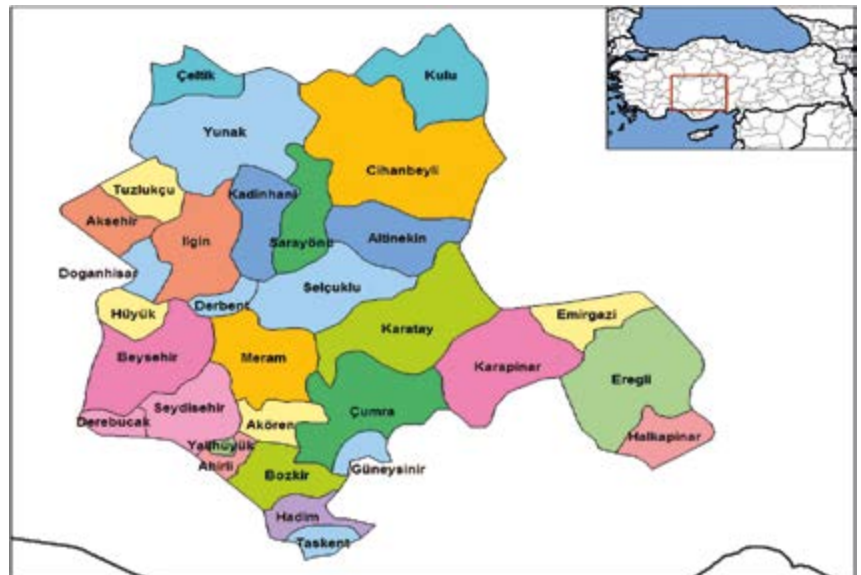 Çeltik
Kulu
Yunak
Cihanbeyli
Tuzlukçu
Kadinhani
Aksehir
Ilgin
Sarayönü
Altinekin
Doganhisar
Selçuklu
Derbent
Hüyük
Emirgazi
Karatay
Beysehir
Meram
Karapinar
Eregli
Seydisehir
Çumra
Derebucak
Akören
Halkapinar
Yalihüyük
Ahirli
Güneysinir
Bozkir
Hadim
Taskent